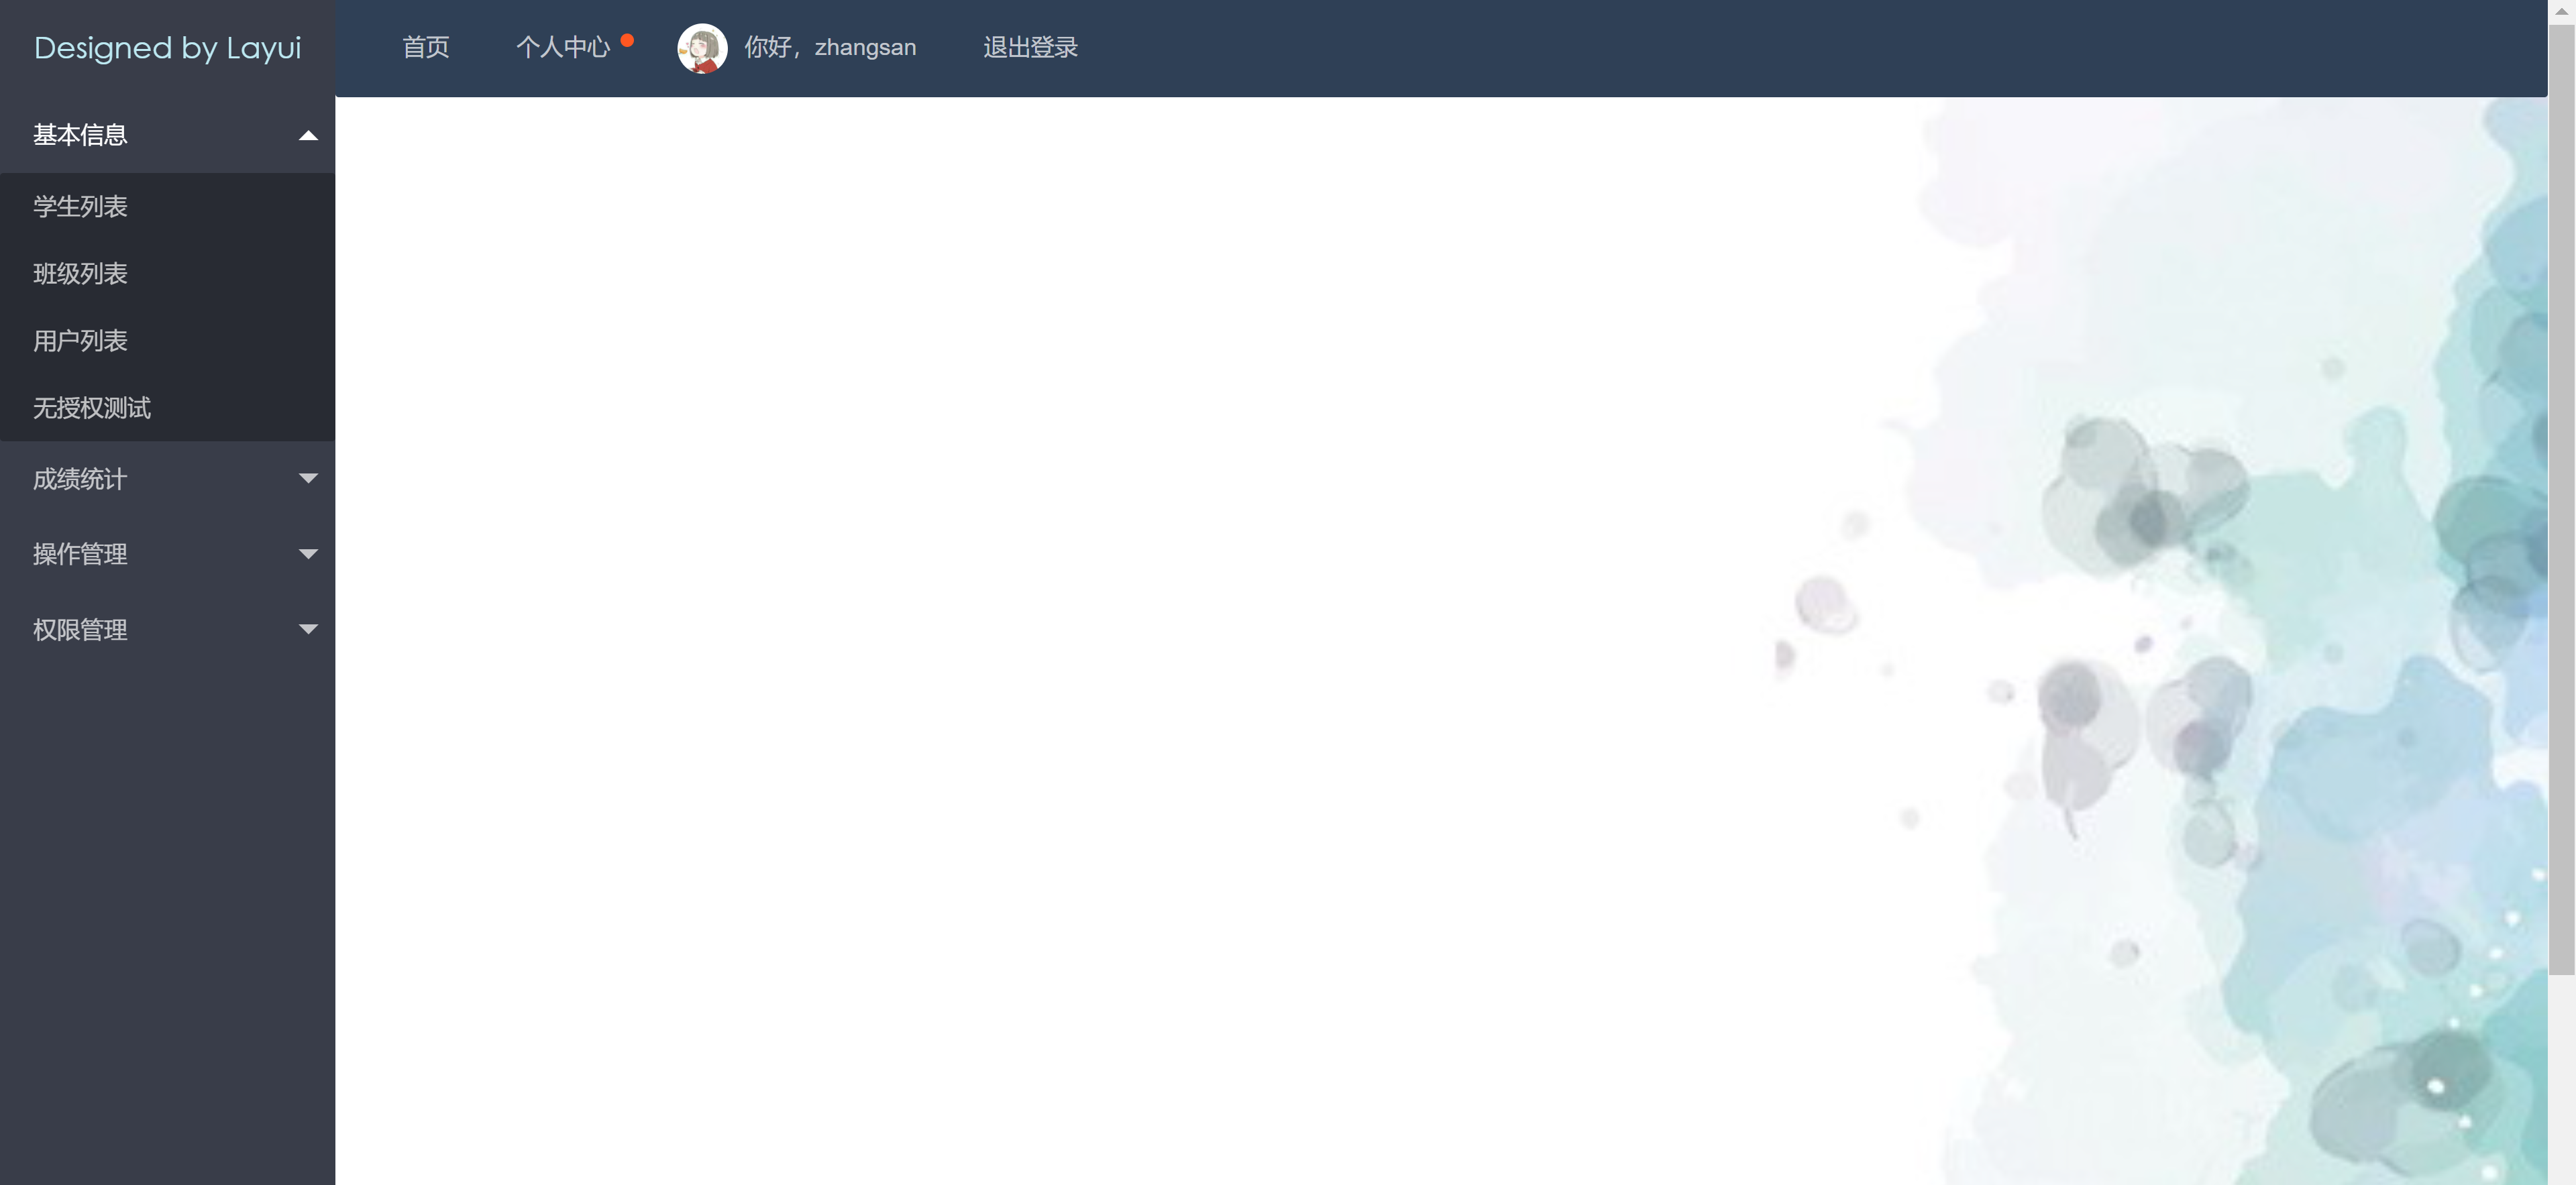 Designed by Layui
首页
个人中心
你好，zhangsan
退出登录
基本信息
学生列表
班级列表
用户列表
无授权测试
成绩统计
操作管理
权限管理